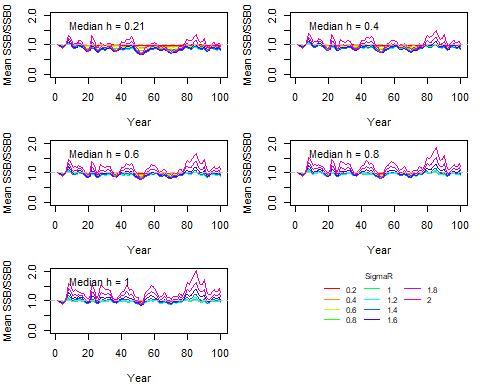 Median h = 0.21
Mean SSB/SSB0
0.0 1.0 2.0
0 20 40 60 80 100
Year
Median h = 0.4
Mean SSB/SSB0
0.0 1.0 2.0
0 20 40 60 80 100
Year
Median h = 0.6
Mean SSB/SSB0
0.0 1.0 2.0
0 20 40 60 80 100
Year
Median h = 0.8
Mean SSB/SSB0
0.0 1.0 2.0
0 20 40 60 80 100
Year
Median h = 1
Mean SSB/SSB0
0.0 1.0 2.0
0 20 40 60 80 100
Year
SigmaR
0.2 1 1.8
0.4 1.2 2
0.6 1.4
0.8 1.6